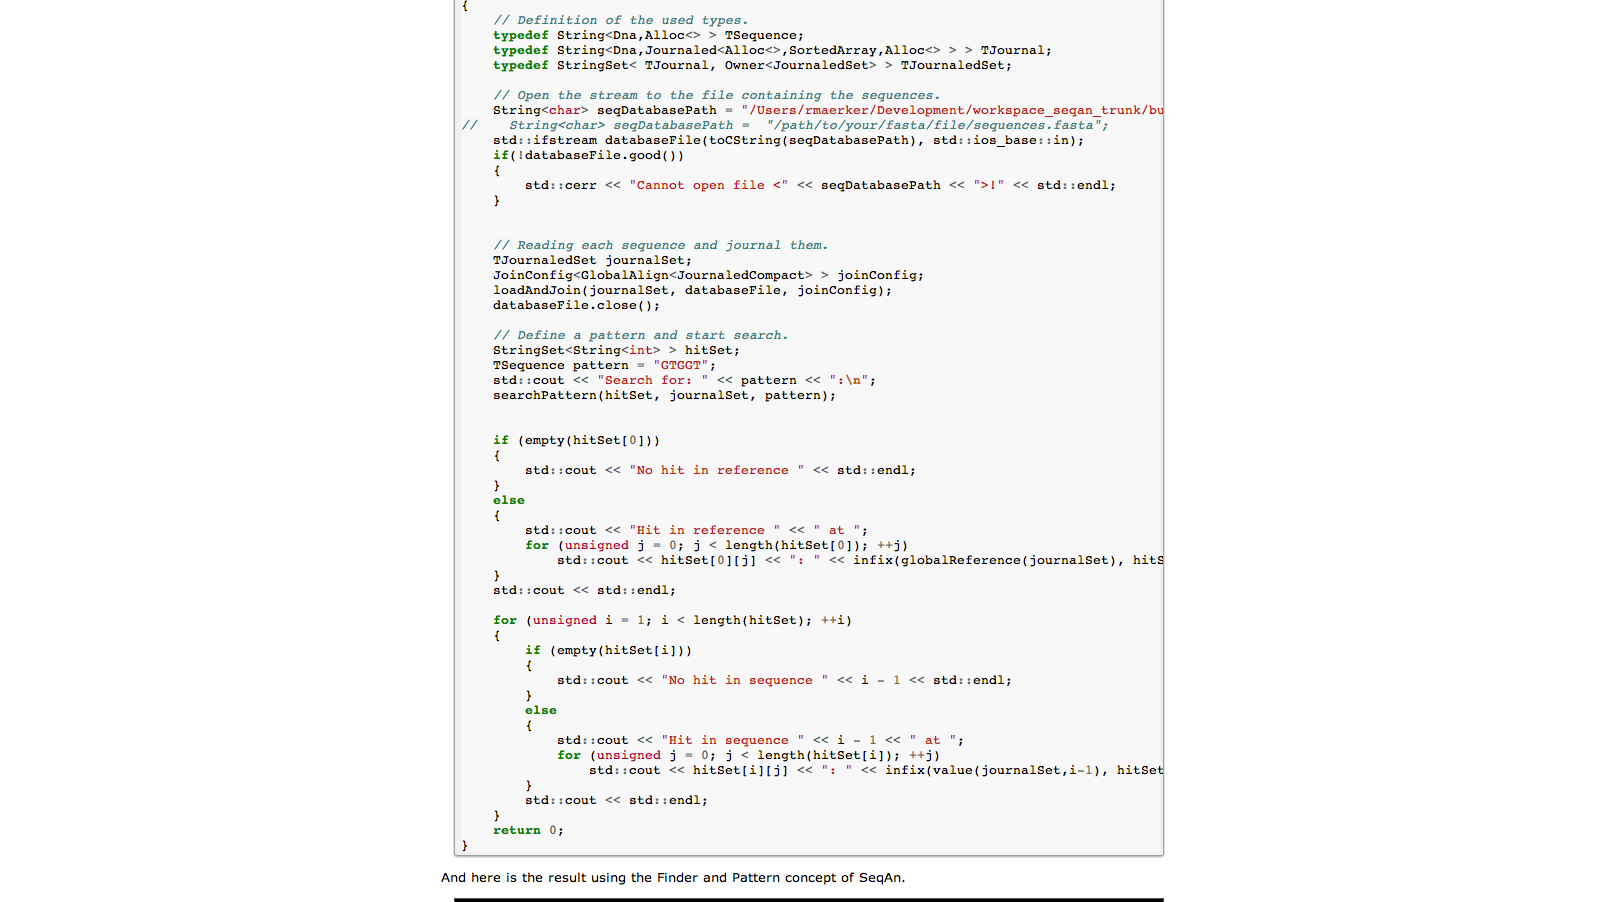 {
// Definition of the used types.
typedef String<Dna,Alloc<> > TSequence;
typedef String<Dna,Journaled<Alloc<>,SortedArray,Alloc<> > > TJournal;
typedef StringSet< TJournal, Owner<JournaledSet> > TJournaledSet;
// Open the stream to the file containing the sequences.
String<char> seqDatabasePath = "/Users/rmaerker/Development/workspace_seqan_trunk/bu
//    String<char> seqDatabasePath =  "/path/to/your/fasta/file/sequences.fasta";
std::ifstream databaseFile(toCString(seqDatabasePath), std::ios_base::in);
if(!databaseFile.good())
{
std::cerr << "Cannot open file <" << seqDatabasePath << ">!" << std::endl;
}
// Reading each sequence and journal them.
TJournaledSet journalSet;
JoinConfig<GlobalAlign<JournaledCompact> > joinConfig;
loadAndJoin(journalSet, databaseFile, joinConfig);
databaseFile.close();
// Define a pattern and start search.
StringSet<String<int> > hitSet;
TSequence pattern = "GTGGT";
std::cout << "Search for: " << pattern << ":\n";
searchPattern(hitSet, journalSet, pattern);
if (empty(hitSet[0]))
{
std::cout << "No hit in reference " << std::endl;
}
else
{
std::cout << "Hit in reference " << " at ";
for (unsigned j = 0; j < length(hitSet[0]); ++j)
std::cout << hitSet[0][j] << ": " << infix(globalReference(journalSet), hitS
}
std::cout << std::endl;
for (unsigned i = 1; i < length(hitSet); ++i)
{
if (empty(hitSet[i]))
{
std::cout << "No hit in sequence " << i - 1 << std::endl;
}
else
{
std::cout << "Hit in sequence " << i - 1 << " at ";
for (unsigned j = 0; j < length(hitSet[i]); ++j)
std::cout << hitSet[i][j] << ": " << infix(value(journalSet,i-1), hitSet
}
std::cout << std::endl;
}
return 0;
}
And here is the result using the Finder and Pattern concept of SeqAn.